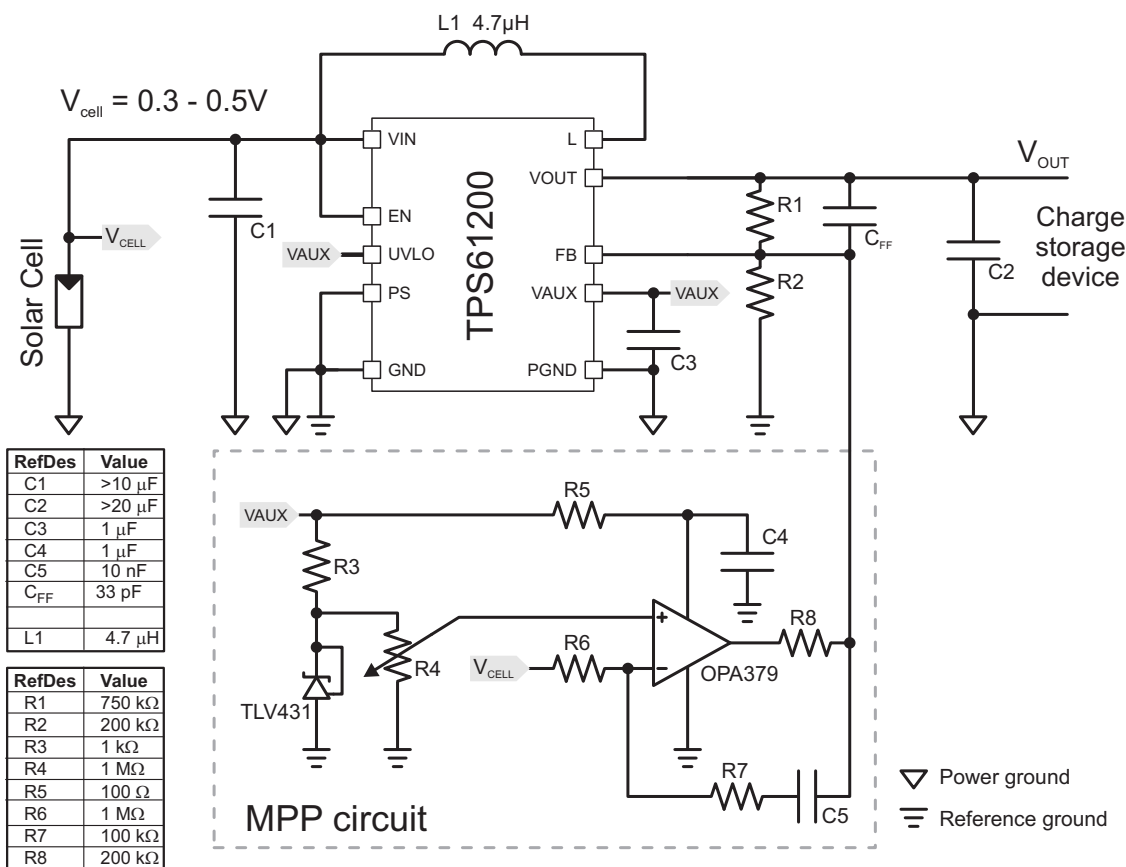 L1 4.7μH
V_cell = 0.3 - 0.5V
VIN
L
VOUT
V_OUT
R1
C_FF
EN
C1
V_CELL
VAUX
UVLO
FB
TPS61200
C2
Charge
storage
device
Solar Cell
PS
VAUX
VAUX
R2
C3
GND
PGND
RefDes Value
C1 >10 μF
C2 >20 μF
C3 1 μF
C4 1 μF
C5 10 nF
C_FF 33 pF
L1 4.7 μH
RefDes Value
R1 750 kΩ
R2 200 kΩ
R3 1 kΩ
R4 1 MΩ
R5 100 Ω
R6 1 MΩ
R7 100 kΩ
R8 200 kΩ
VAUX
R5
C4
R3
R4
TLV431
V_CELL
R6
+
−
OPA379
R8
R7
C5
MPP circuit
Power ground
Reference ground